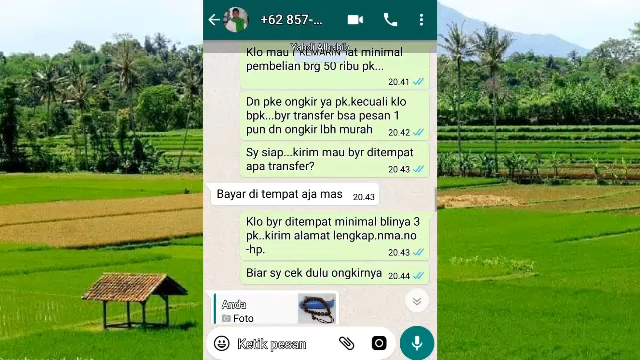 +62 857-...
KEMARIN
Klo mau
minimal
pembelian brg 50 ribu pk...
20.41
Dn pke ongkir ya pk.kecuali klo
bpk...byr transfer bsa pesan 1
pun dn ongkir lbh murah
20.42
Sy siap...kirim mau byr ditempat
apa transfer?
20.43
Bayar di tempat aja mas
20.43
Klo byr ditempat minimal blinya 3
pk..kirim alamat lengkap.nma.no
-hp.
20.43
Biar sy cek dulu ongkirnya
20.44
Anda
Foto
Ketik pesan